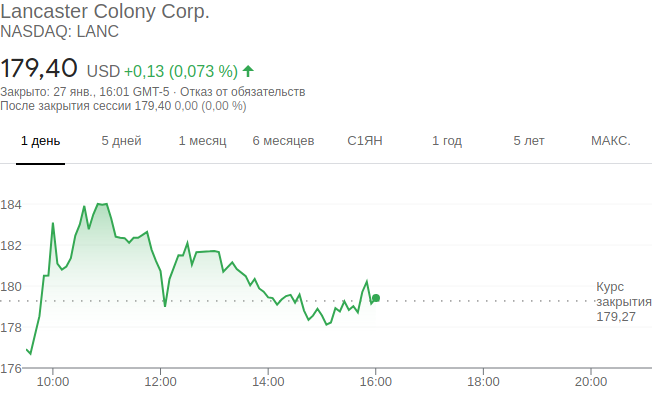 Lancaster Colony Corp.
NASDAQ: LANC
179,40 USD +0,13 (0,073 %)
Закрыто: 27 янв., 16:01 GMT-5 · Отказ от обязательств
После закрытия сессии 179,40 0,00 (0,00 %)
1 день 5 дней 1 месяц 6 месяцев С1ЯН 1 год 5 лет МАКС.
184
182
180
178
176
Курс
закрытия
179,27
10:00 12:00 14:00 16:00 18:00 20:00